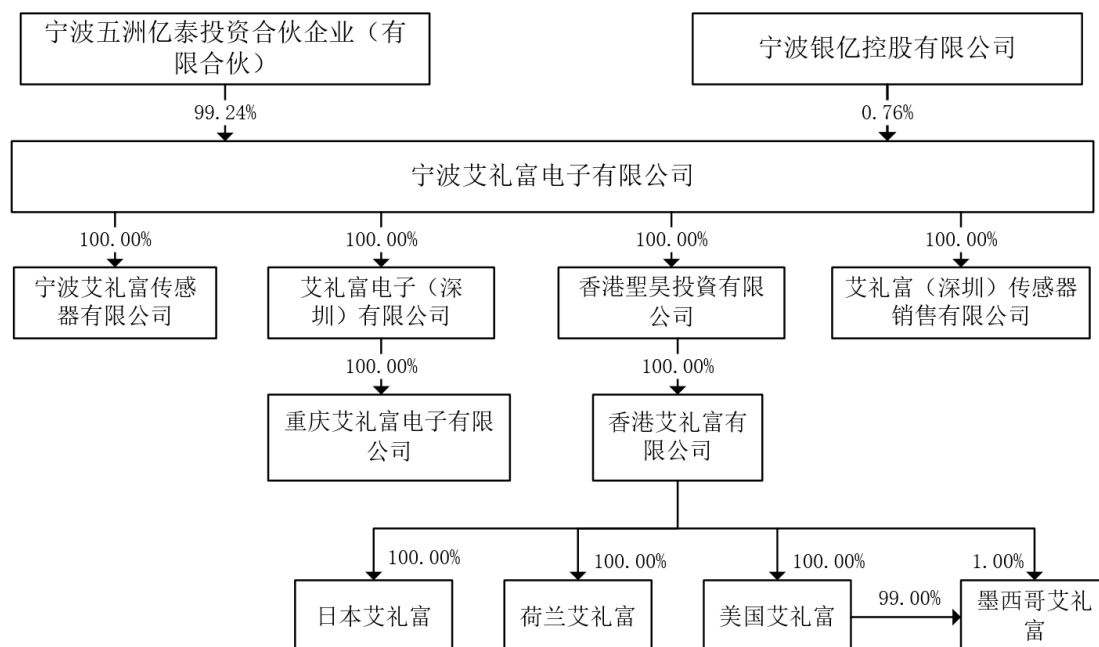 宁波五洲亿泰投资合伙企业（有
限合伙）
宁波银亿控股有限公司
99.24%
0.76%
宁波艾礼富电子有限公司
100.00%
100.00%
100.00%
100.00%
宁波艾礼富传感
器有限公司
艾礼富电子（深
圳）有限公司
香港聖昊投資有限
公司
艾礼富（深圳）传感器
销售有限公司
100.00%
100.00%
重庆艾礼富电子有限
公司
香港艾礼富有
限公司
100.00%
100.00%
100.00%
1.00%
日本艾礼富
荷兰艾礼富
美国艾礼富
99.00%
墨西哥艾礼
富